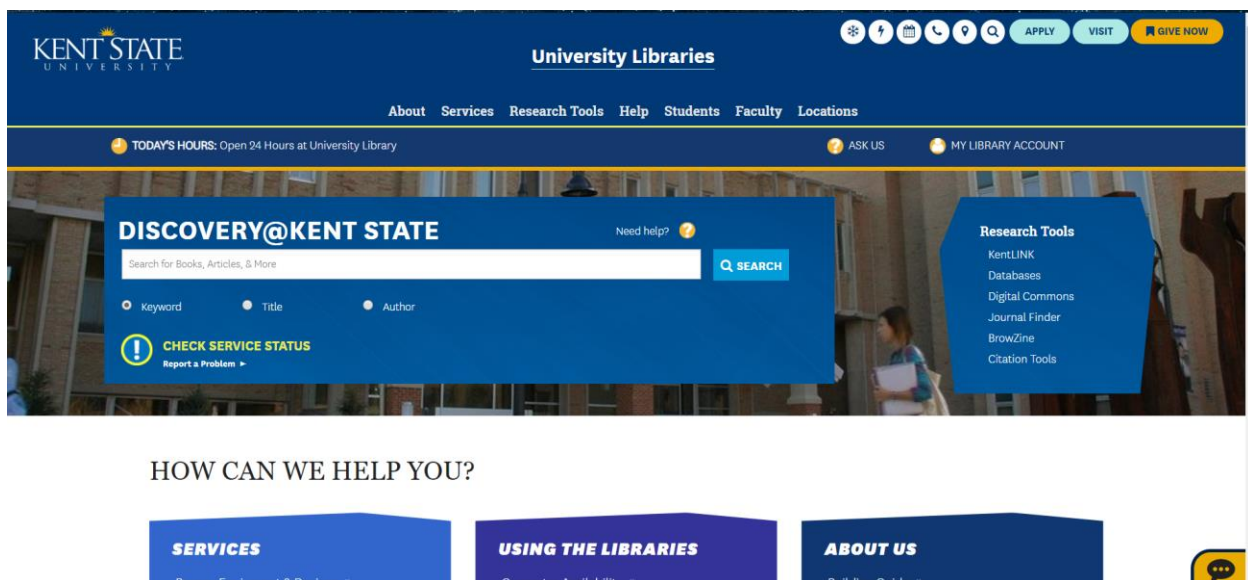 KENT STATE
UNIVERSITY
University Libraries
APPLY VISIT GIVE NOW
About Services Research Tools Help Students Faculty Locations
TODAY'S HOURS: Open 24 Hours at University Library ASK US MY LIBRARY ACCOUNT
DISCOVERY@KENT STATE
Need help?
Search for Books, Articles, & More
SEARCH
Keyword Title Author
CHECK SERVICE STATUS
Report a Problem ►
Research Tools
KentLINK
Databases
Digital Commons
Journal Finder
BrowZine
Citation Tools
HOW CAN WE HELP YOU?
SERVICES
USING THE LIBRARIES
ABOUT US